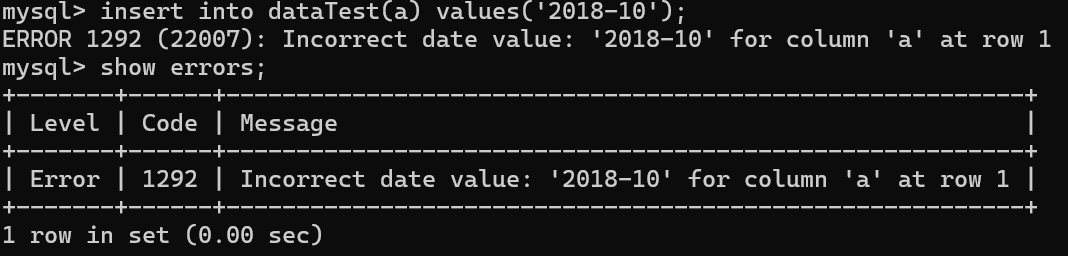 mysql> insert into dataTest(a) values('2018-10');
ERROR 1292 (22007): Incorrect date value: '2018-10' for column 'a' at row 1
mysql> show errors;
+-------+------+---------------------------------------------------------+
| Level | Code | Message                                                 |
+-------+------+---------------------------------------------------------+
| Error | 1292 | Incorrect date value: '2018-10' for column 'a' at row 1 |
+-------+------+---------------------------------------------------------+
1 row in set (0.00 sec)